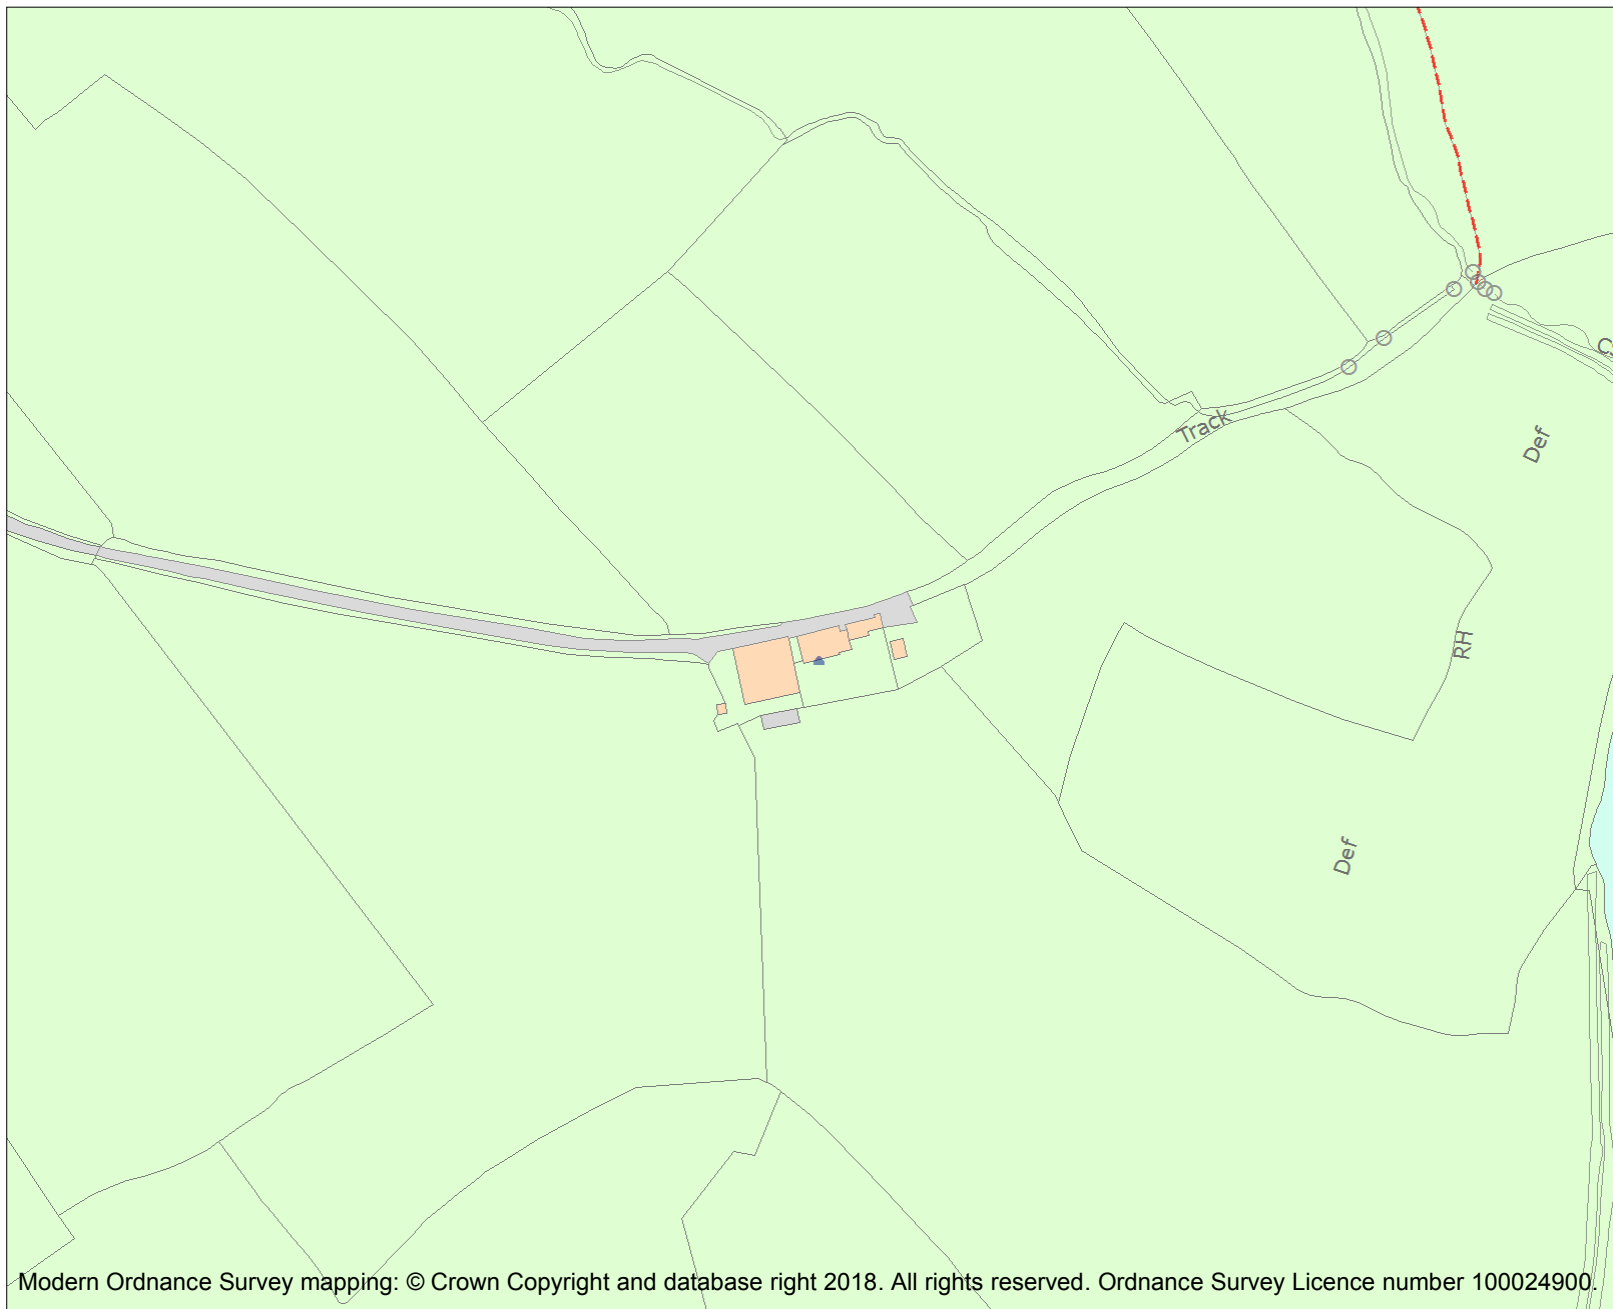 Track
Def
RH
Def
Modern Ordnance Survey mapping: © Crown Copyright and database right 2018. All rights reserved. Ordnance Survey Licence number 100024900.